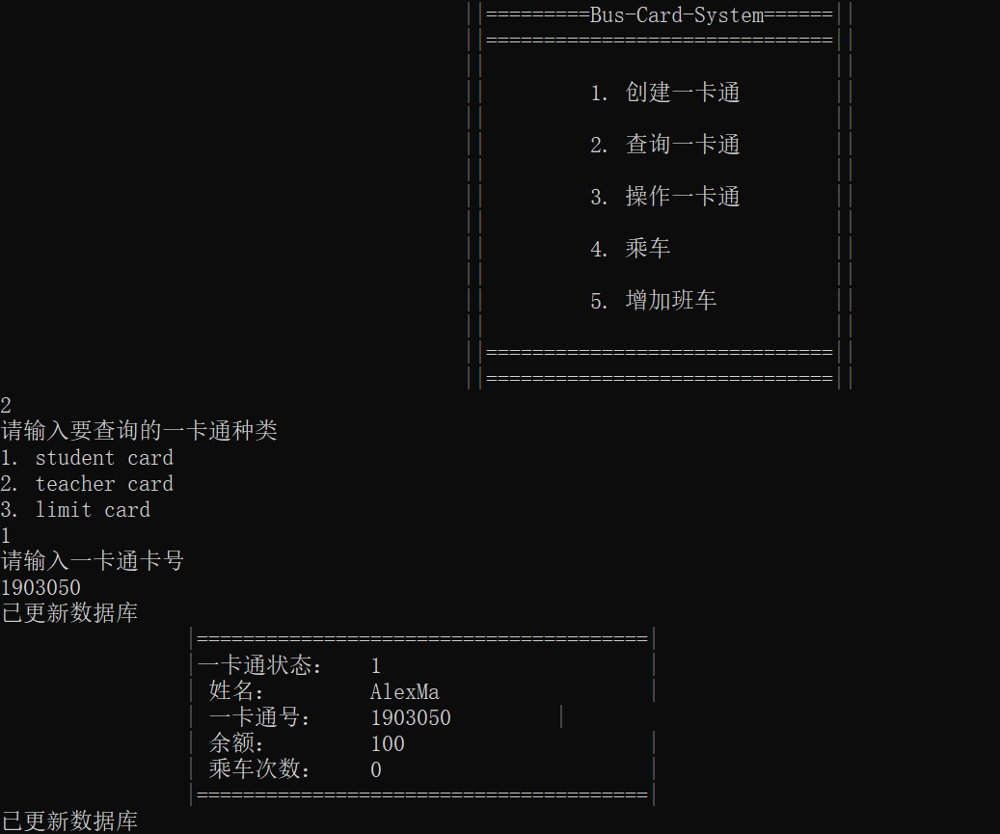 ||=========Bus-Card-System======||
||==============================||
|| ||
|| 1. 创建一卡通 ||
|| ||
|| 2. 查询一卡通 ||
|| ||
|| 3. 操作一卡通 ||
|| ||
|| 4. 乘车 ||
|| ||
|| 5. 增加班车 ||
|| ||
||==============================||
||==============================||
2
请输入要查询的一卡通种类
1. student card
2. teacher card
3. limit card
1
请输入一卡通卡号
1903050
已更新数据库
|=======================================|
|一卡通状态: 1 |
| 姓名: AlexMa |
| 一卡通号: 1903050 |
| 余额: 100 |
| 乘车次数: 0 |
|=======================================|
已更新数据库